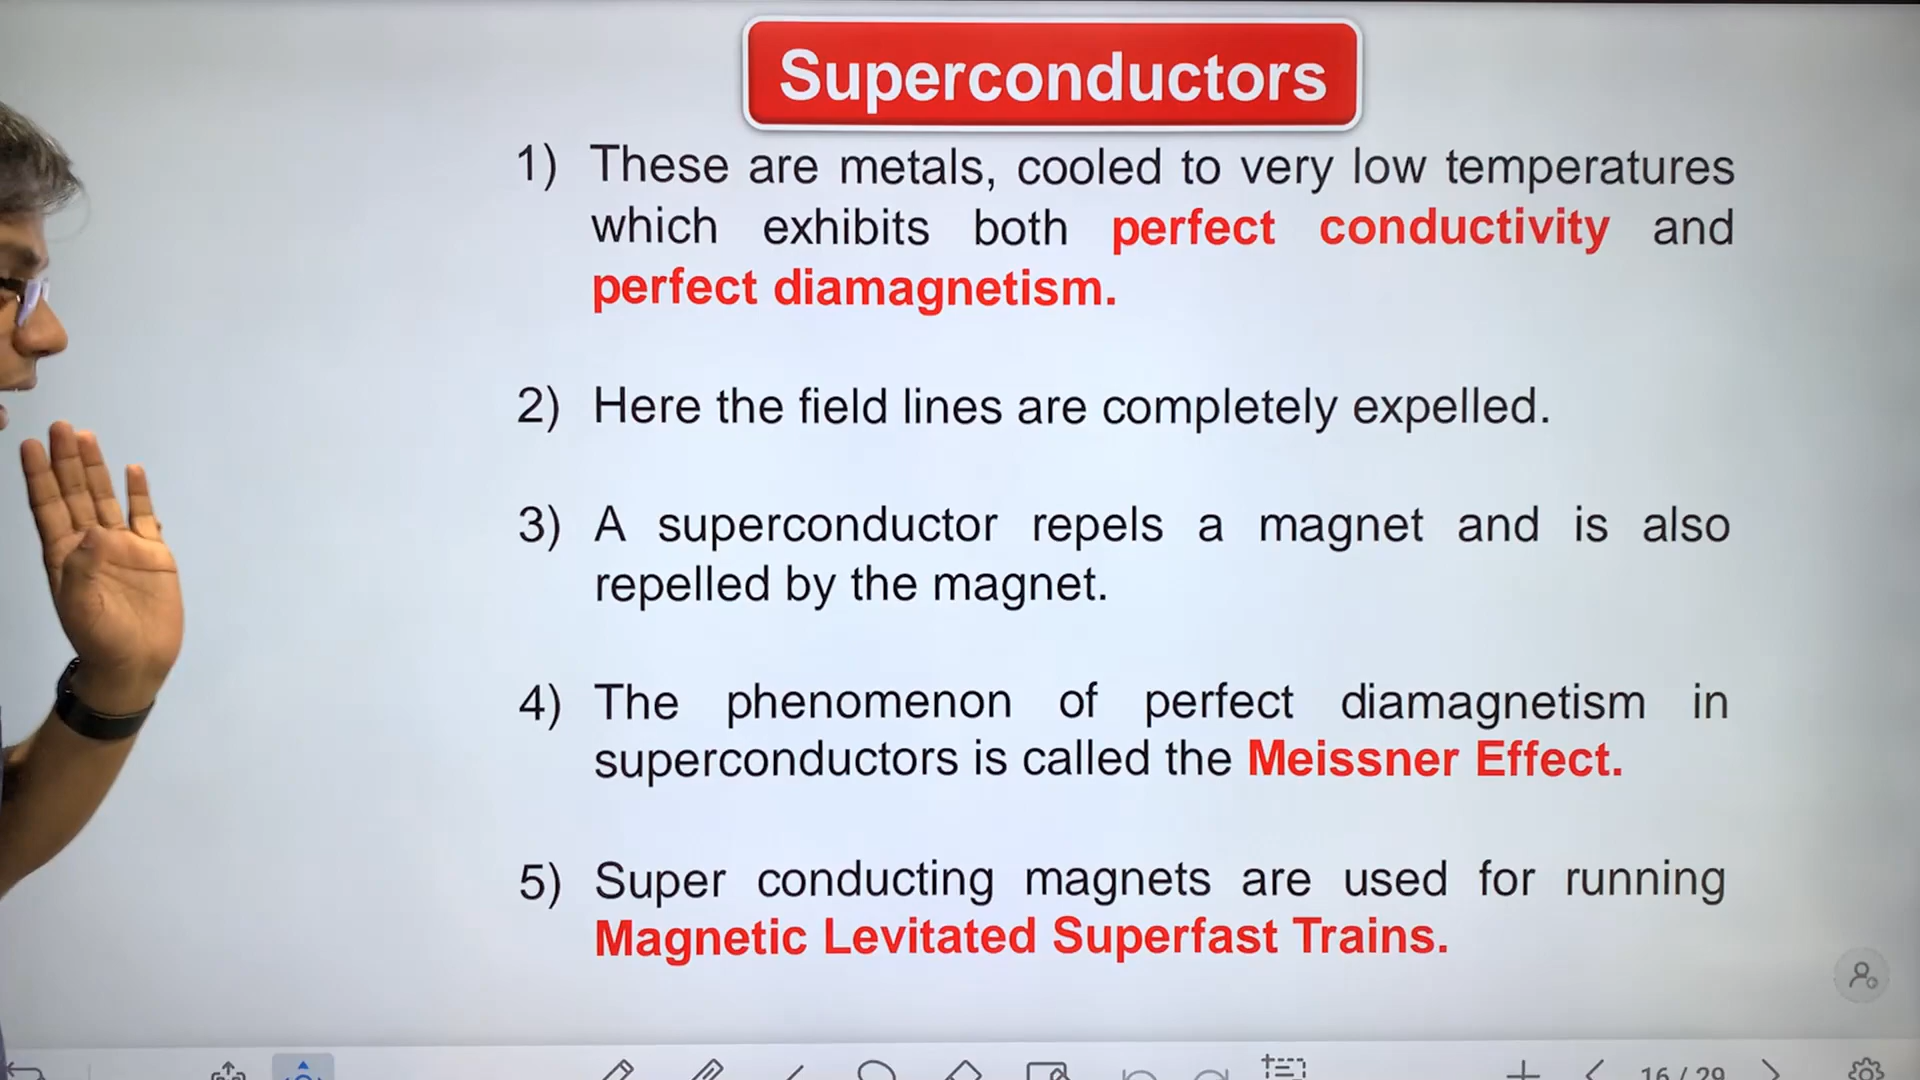 Superconductors
1) These are metals, cooled to very low temperatures
which exhibits both perfect conductivity and
perfect diamagnetism.
2) Here the field lines are completely expelled.
3) A superconductor repels a magnet and is also
repelled by the magnet.
4) The phenomenon of perfect diamagnetism in
superconductors is called the Meissner Effect.
5) Super conducting magnets are used for running
Magnetic Levitated Superfast Trains.
16 / 29